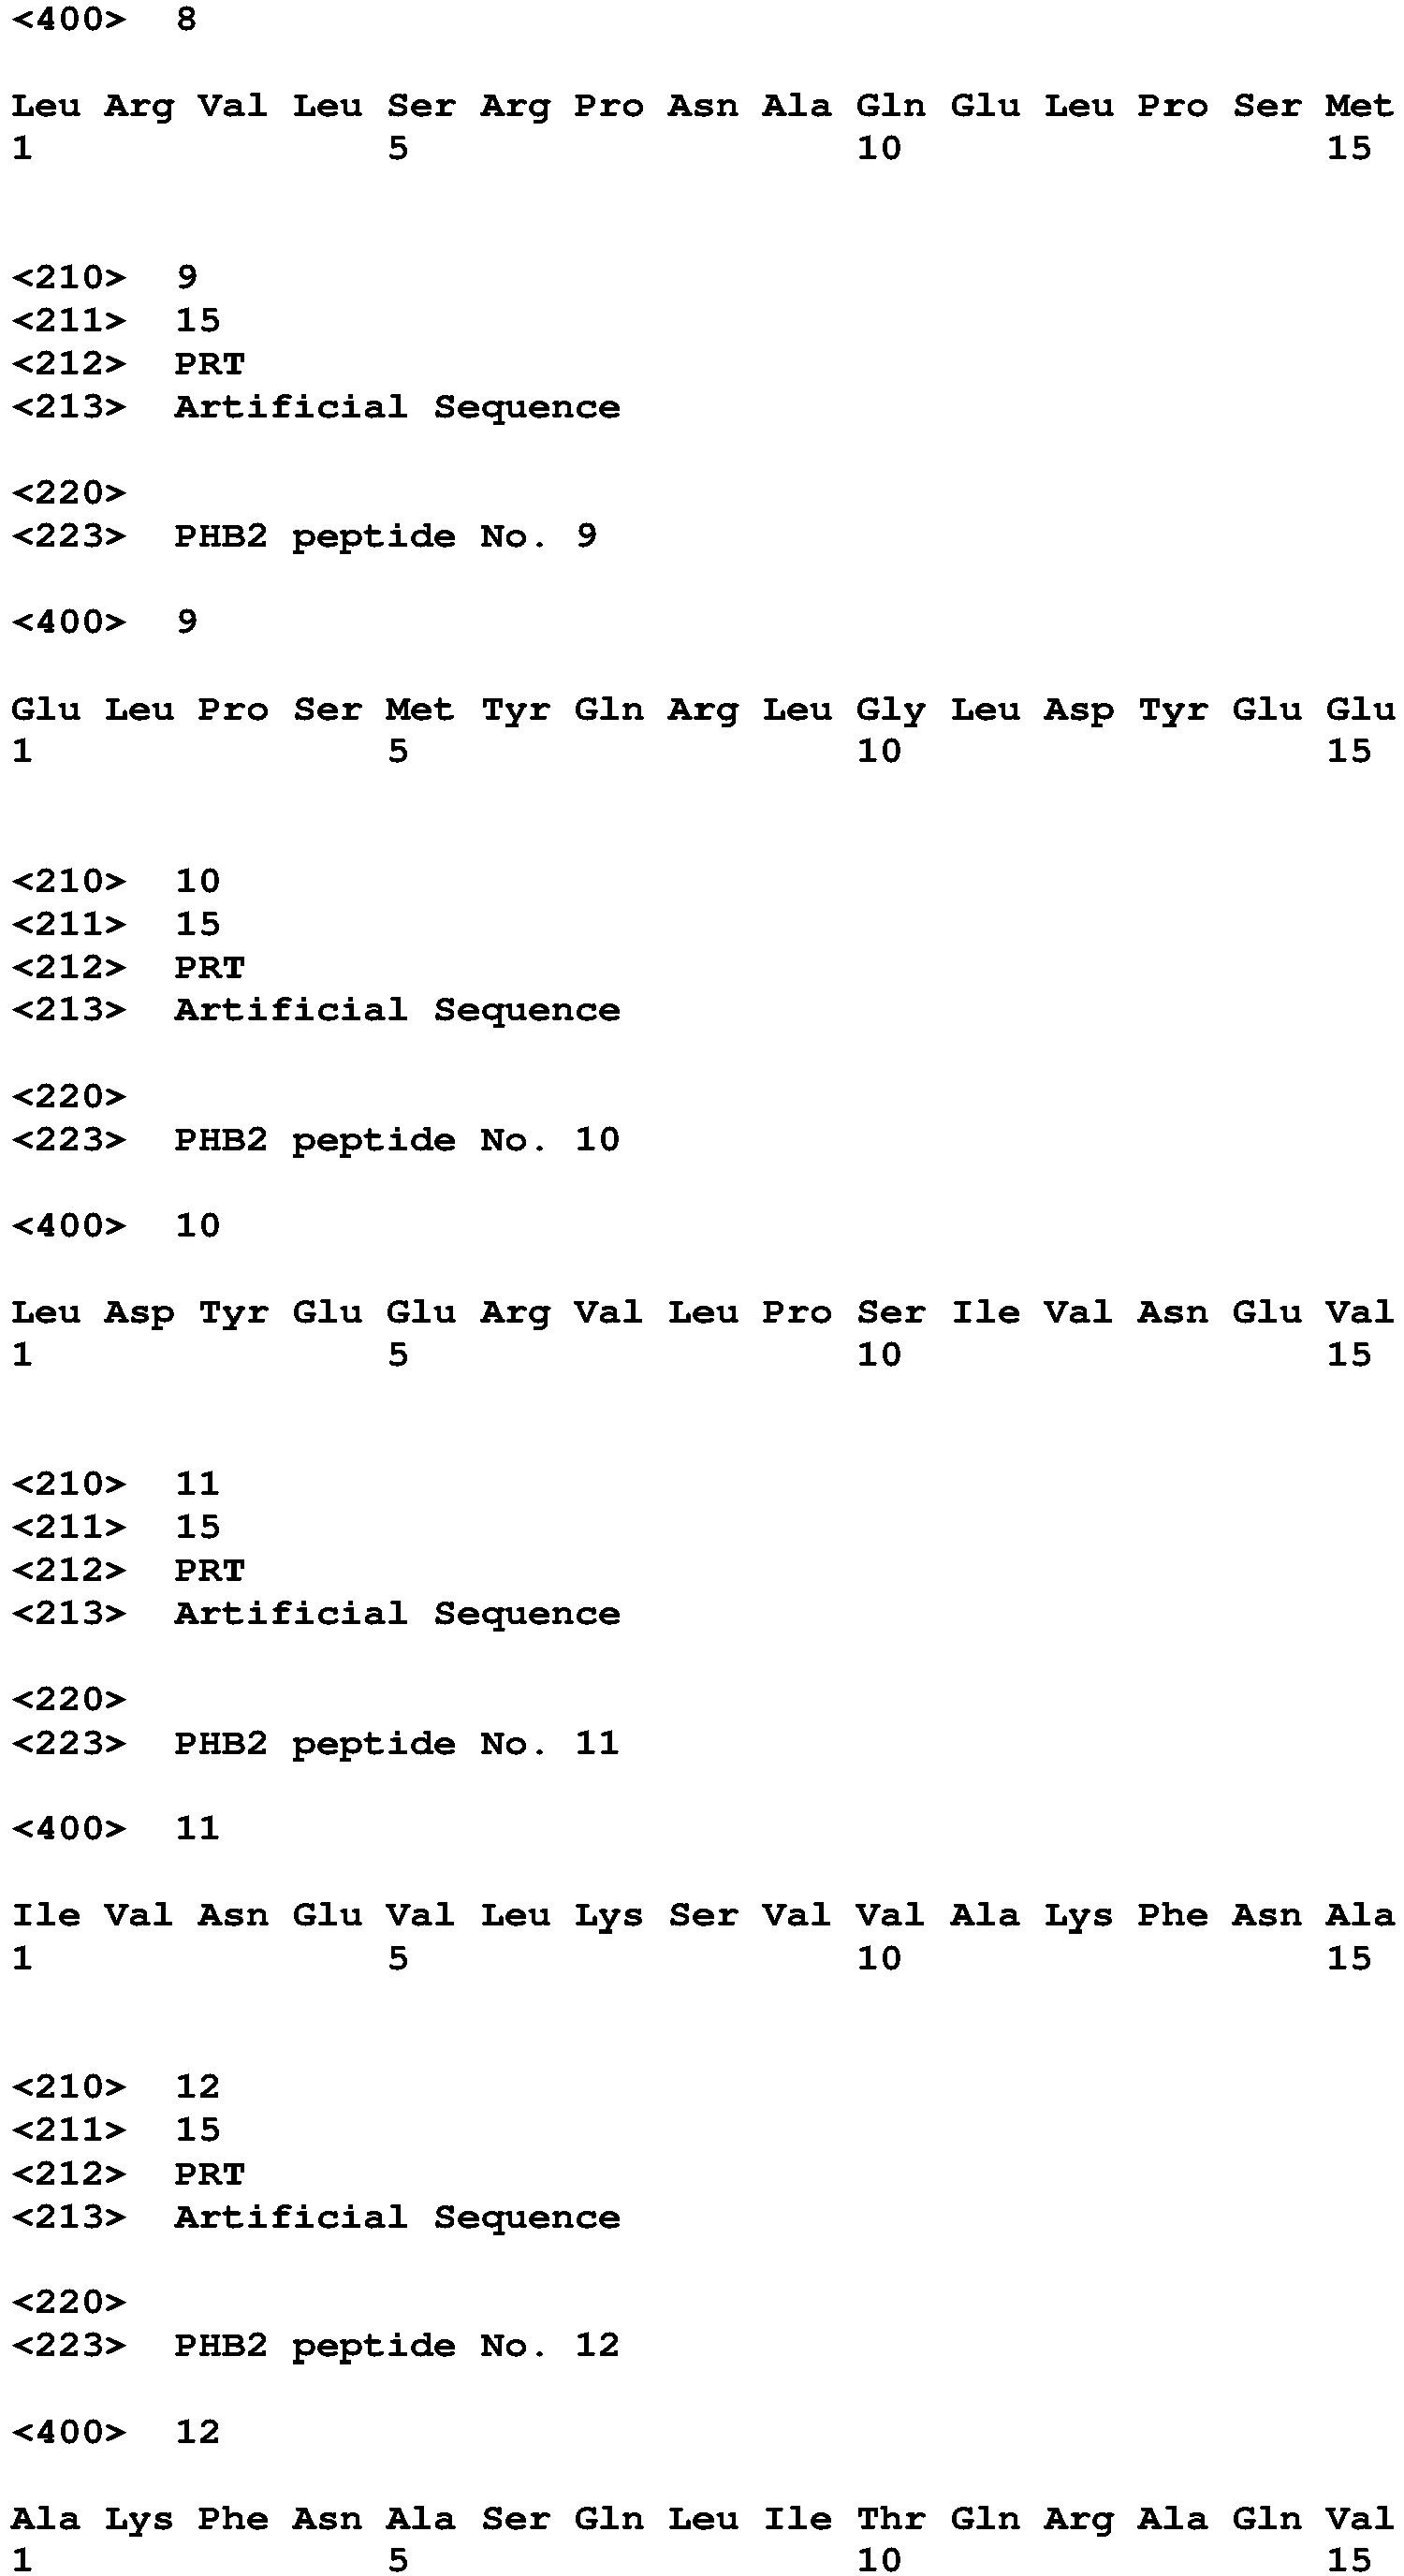 <400> 8
Leu Arg Val Leu Ser Arg Pro Asn Ala Gln Glu Leu Pro Ser Met
1 5 10 15
<210> 9
<211> 15
<212> PRT
<213> Artificial Sequence
<220>
<223> PHB2 peptide No. 9
<400> 9
Glu Leu Pro Ser Met Tyr Gln Arg Leu Gly Leu Asp Tyr Glu Glu
1 5 10 15
<210> 10
<211> 15
<212> PRT
<213> Artificial Sequence
<220>
<223> PHB2 peptide No. 10
<400> 10
Leu Asp Tyr Glu Glu Arg Val Leu Pro Ser Ile Val Asn Glu Val
1 5 10 15
<210> 11
<211> 15
<212> PRT
<213> Artificial Sequence
<220>
<223> PHB2 peptide No. 11
<400> 11
Ile Val Asn Glu Val Leu Lys Ser Val Val Ala Lys Phe Asn Ala
1 5 10 15
<210> 12
<211> 15
<212> PRT
<213> Artificial Sequence
<220>
<223> PHB2 peptide No. 12
<400> 12
Ala Lys Phe Asn Ala Ser Gln Leu Ile Thr Gln Arg Ala Gln Val
1 5 10 15